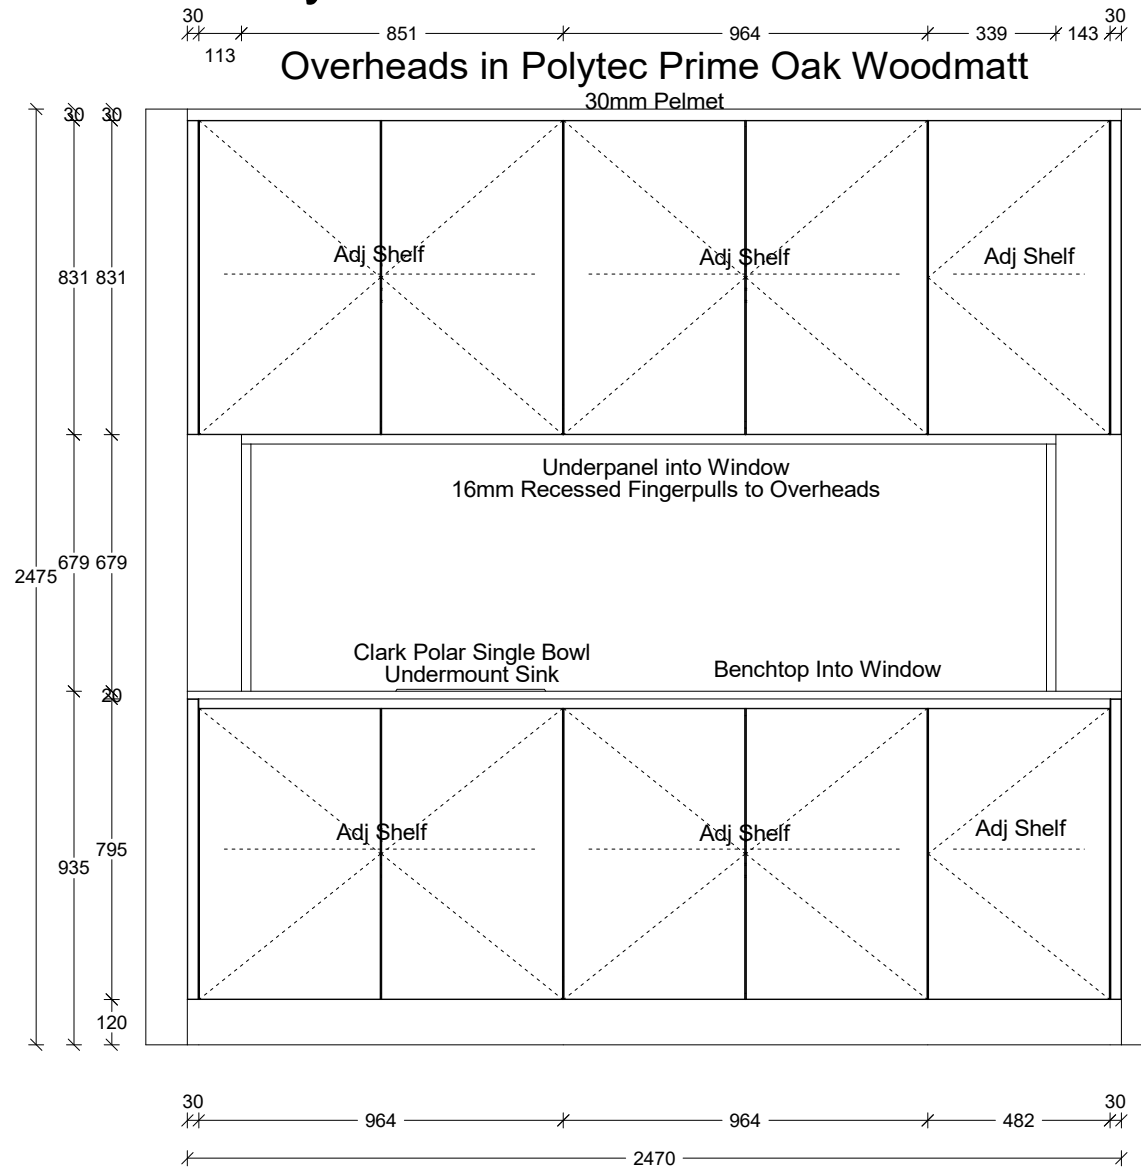 30 30
851 964 339 143
113
Overheads in Polytec Prime Oak Woodmatt
30mm Pelmet
30 30
Adj Shelf Adj Shelf Adj Shelf
831 831
Underpanel into Window
16mm Recessed Fingerpulls to Overheads
679 679
2475
Clark Polar Single Bowl
Undermount Sink
Benchtop Into Window
20
Adj Shelf Adj Shelf Adj Shelf
795
935
120
30 30
964 964 482
2470